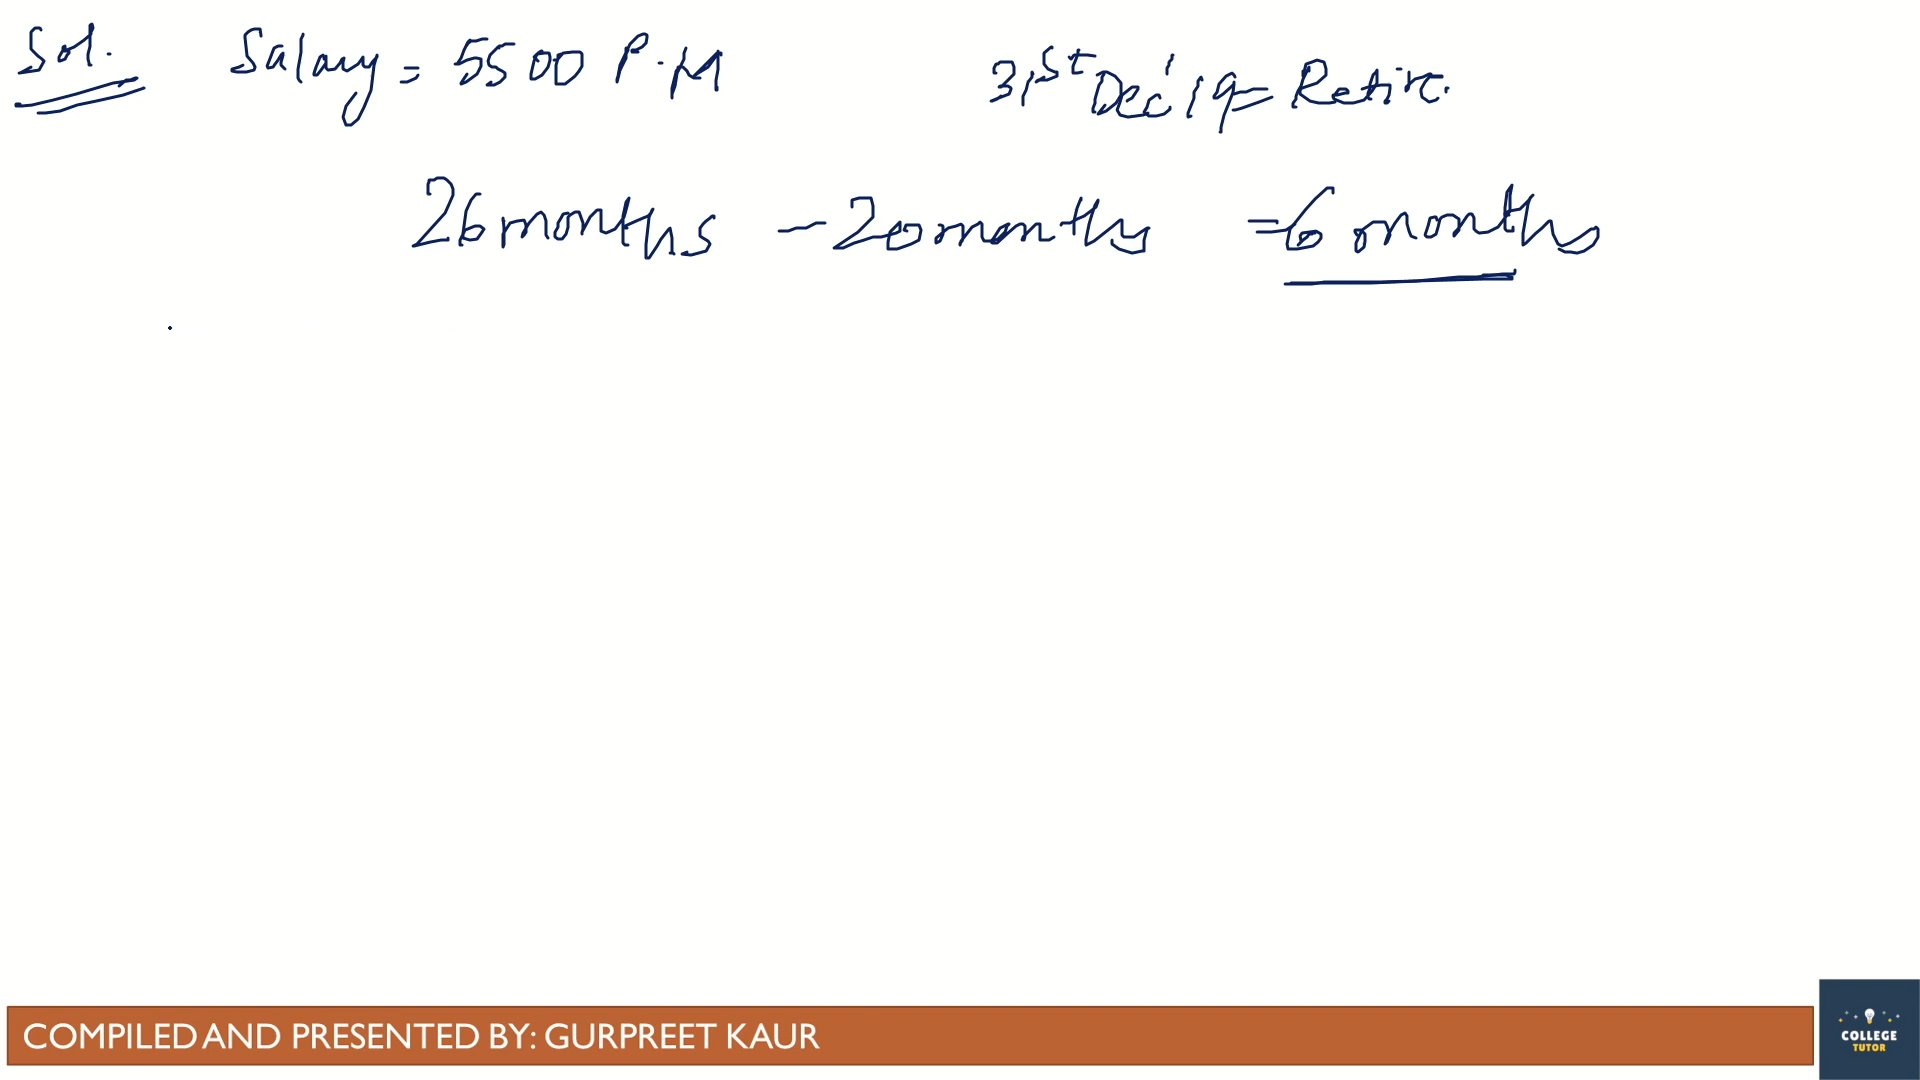 Sol. Salary = 5500 P.M 31st Dec'19 = Retire.
26 months - 20 months = 6 months
COMPILED AND PRESENTED BY: GURPREET KAUR
COLLEGE
TUTOR